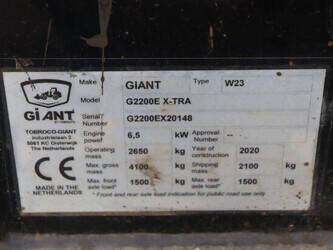 GiANT
TOBROCO-GIANT
Industrielaan 2
5061 KC Oisterwijk
The Netherlands
CE
MADE IN THE
NETHERLANDS
Make GIANT Type W23
Model G2200E X-TRA
Serial/ Number G2200EX20148
Engine power 6,5 kW Approval number --
Operating mass 2650 kg Year of construction 2020
Max. gross mass 4100 kg Shipping mass 2100 kg
Max. front axle load* 1500 kg Max. rear axle load* 1500 kg
* Front and rear axle load indication for public road use only